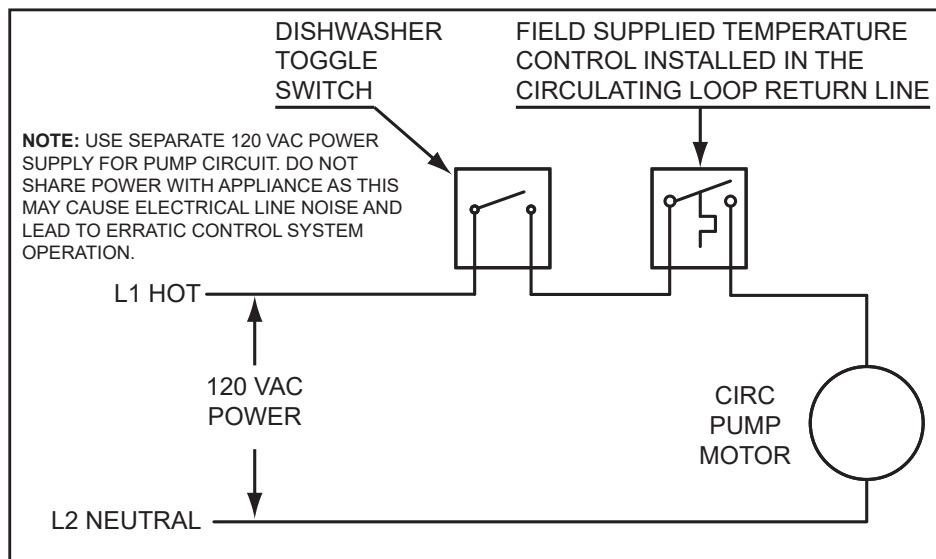 DISHWASHER
TOGGLE
SWITCH
FIELD SUPPLIED TEMPERATURE
CONTROL INSTALLED IN THE
CIRCULATING LOOP RETURN LINE
NOTE: USE SEPARATE 120 VAC POWER
SUPPLY FOR PUMP CIRCUIT. DO NOT
SHARE POWER WITH APPLIANCE AS THIS
MAY CAUSE ELECTRICAL LINE NOISE AND
LEAD TO ERRATIC CONTROL SYSTEM
OPERATION.
L1 HOT
120 VAC
POWER
CIRC
PUMP
MOTOR
L2 NEUTRAL